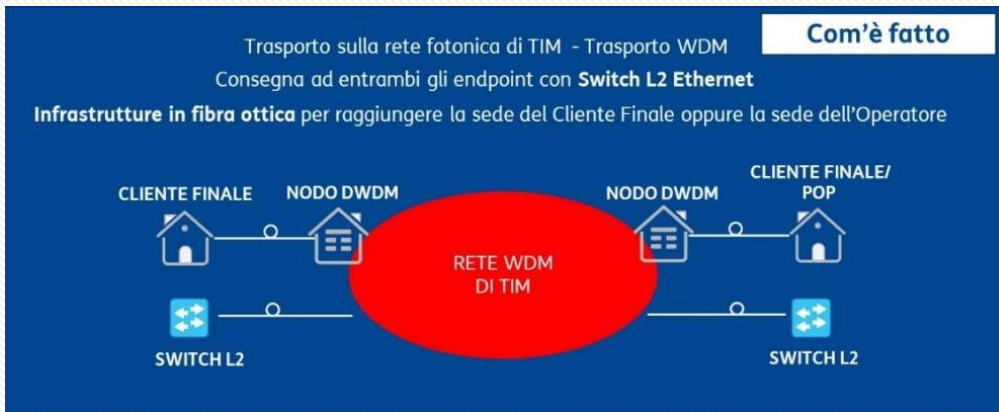 Com'è fatto
Trasporto sulla rete fotonica di TIM - Trasporto WDM
Consegna ad entrambi gli endpoint con Switch L2 Ethernet
Infrastrutture in fibra ottica per raggiungere la sede del Cliente Finale oppure la sede dell'Operatore
CLIENTE FINALE
NODO DWDM
NODO DWDM
CLIENTE FINALE/
POP
RETE WDM
DI TIM
SWITCH L2
SWITCH L2